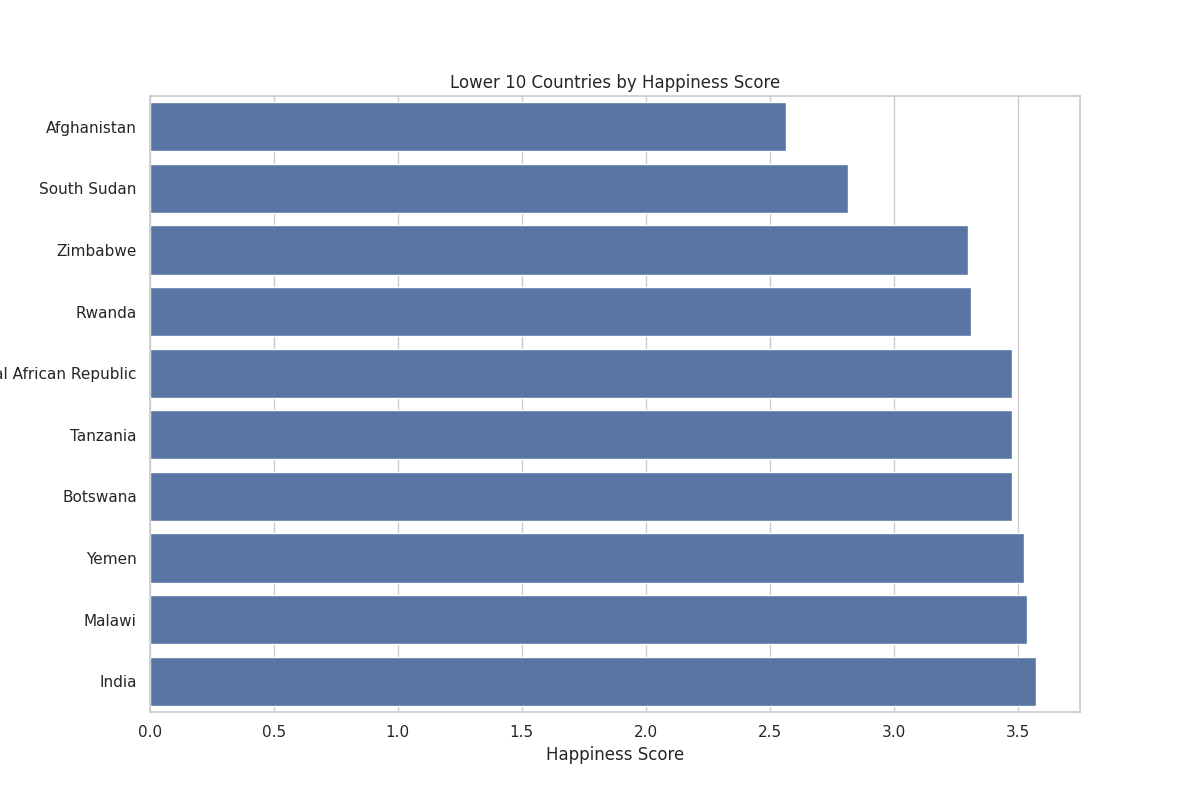 Lower 10 Countries by Happiness Score
Afghanistan
South Sudan
Zimbabwe
Rwanda
al African Republic
Tanzania
Botswana
Yemen
Malawi
India
0.0 0.5 1.0 1.5 2.0 2.5 3.0 3.5
Happiness Score